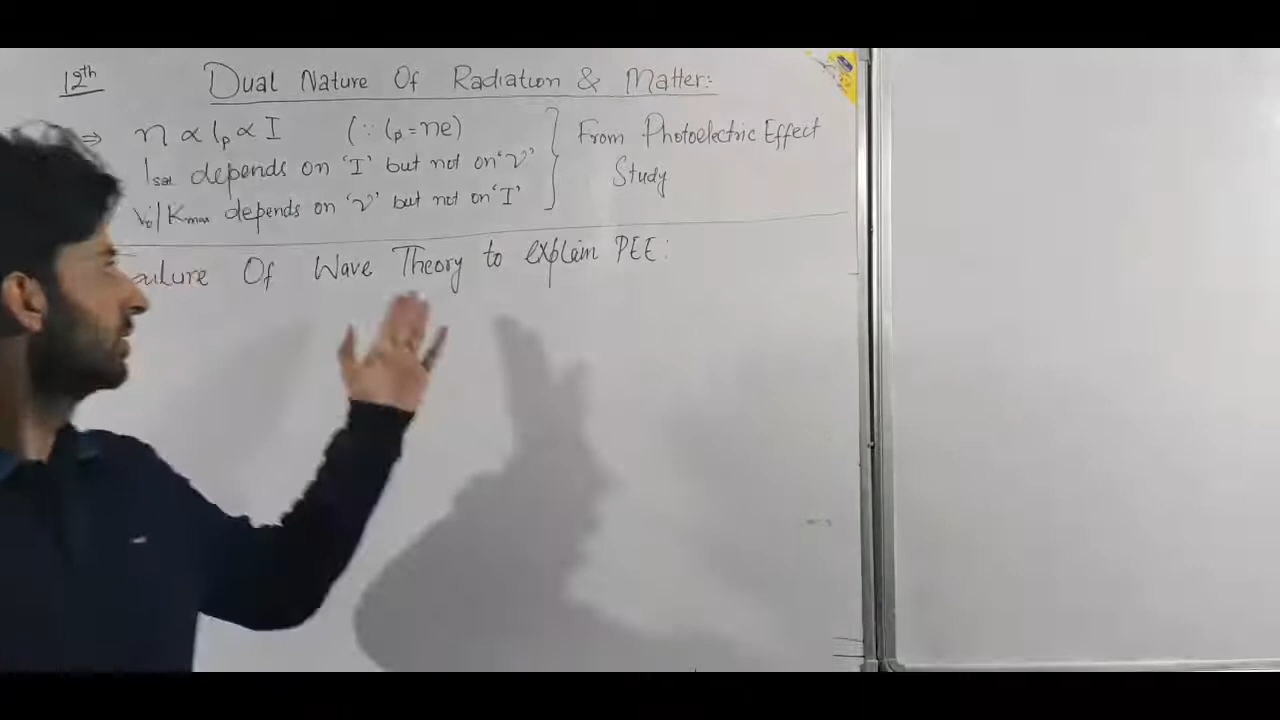 12th
Dual Nature Of Radiation & Matter:-
⇒ n ∝ ip ∝ I (∵ ip = ne)
Isat depends on 'I' but not on 'ν'
V₀/Kmax depends on 'ν' but not on 'I'
From Photoelectric Effect
Study
ailure Of Wave Theory to explain PEE: